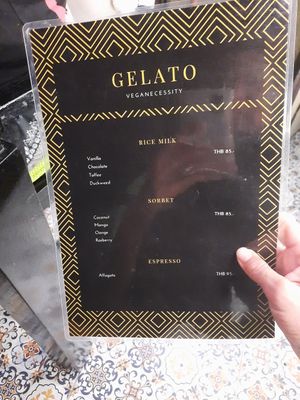 GELATO
VEGANECESSITY
RICE MILK
THB 85.-
Vanilla
Chocolate
Toffee
Duckweed
SORBET
THB 85.-
Coconut
Mango
Orange
Rasberry
ESPRESSO
Affogato
THB 95.-